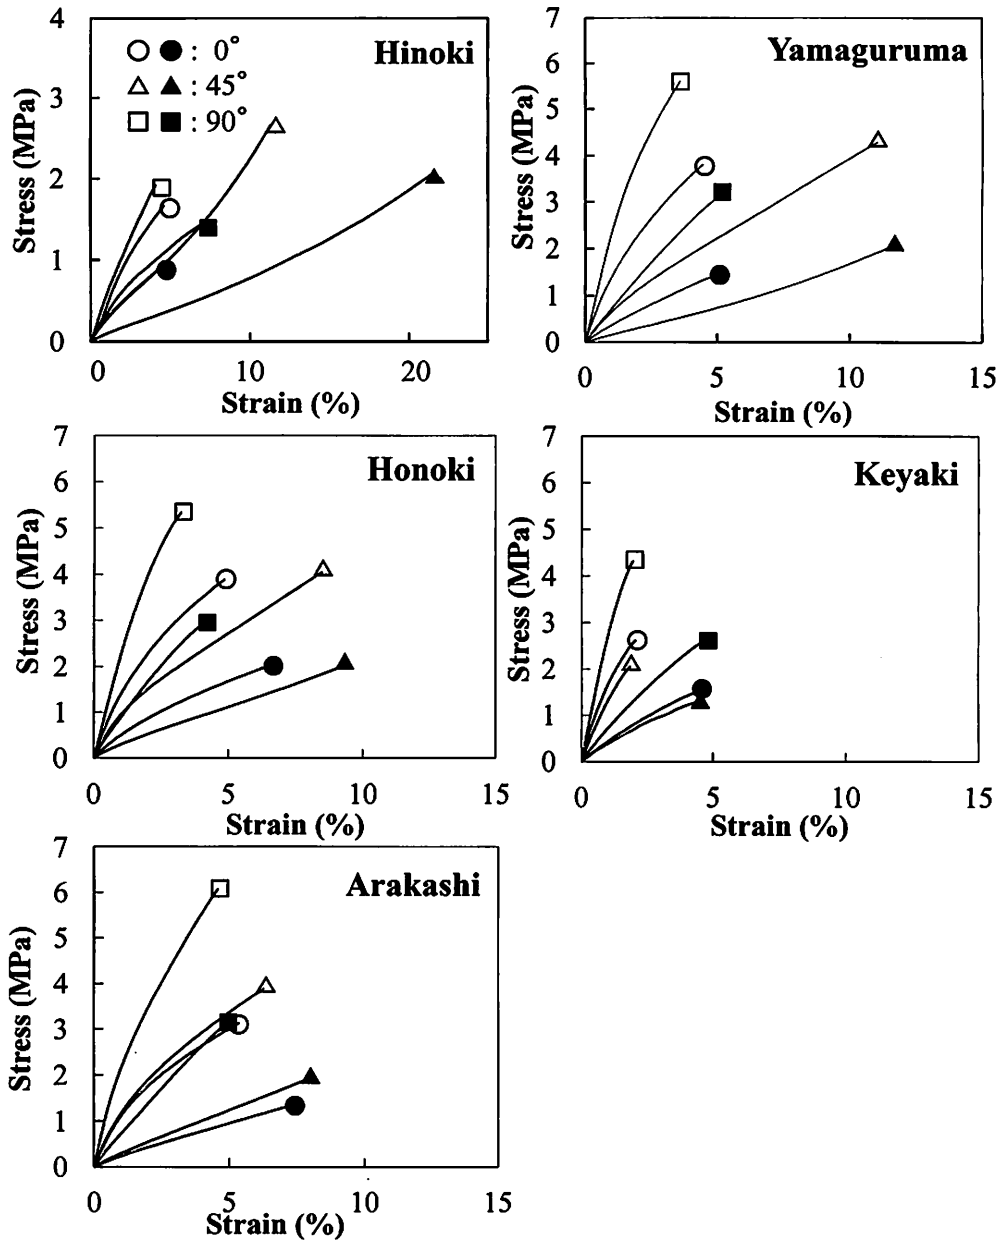 Hinoki
○ ● : 0°
△ ▲ : 45°
□ ■ : 90°
Stress (MPa)
4
3
2
1
0
0 10 20
Strain (%)
Yamaguruma
Stress (MPa)
7
6
5
4
3
2
1
0
0 5 10 15
Strain (%)
Honoki
Stress (MPa)
7
6
5
4
3
2
1
0
0 5 10 15
Strain (%)
Keyaki
Stress (MPa)
7
6
5
4
3
2
1
0
0 5 10 15
Strain (%)
Arakashi
Stress (MPa)
7
6
5
4
3
2
1
0
0 5 10 15
Strain (%)